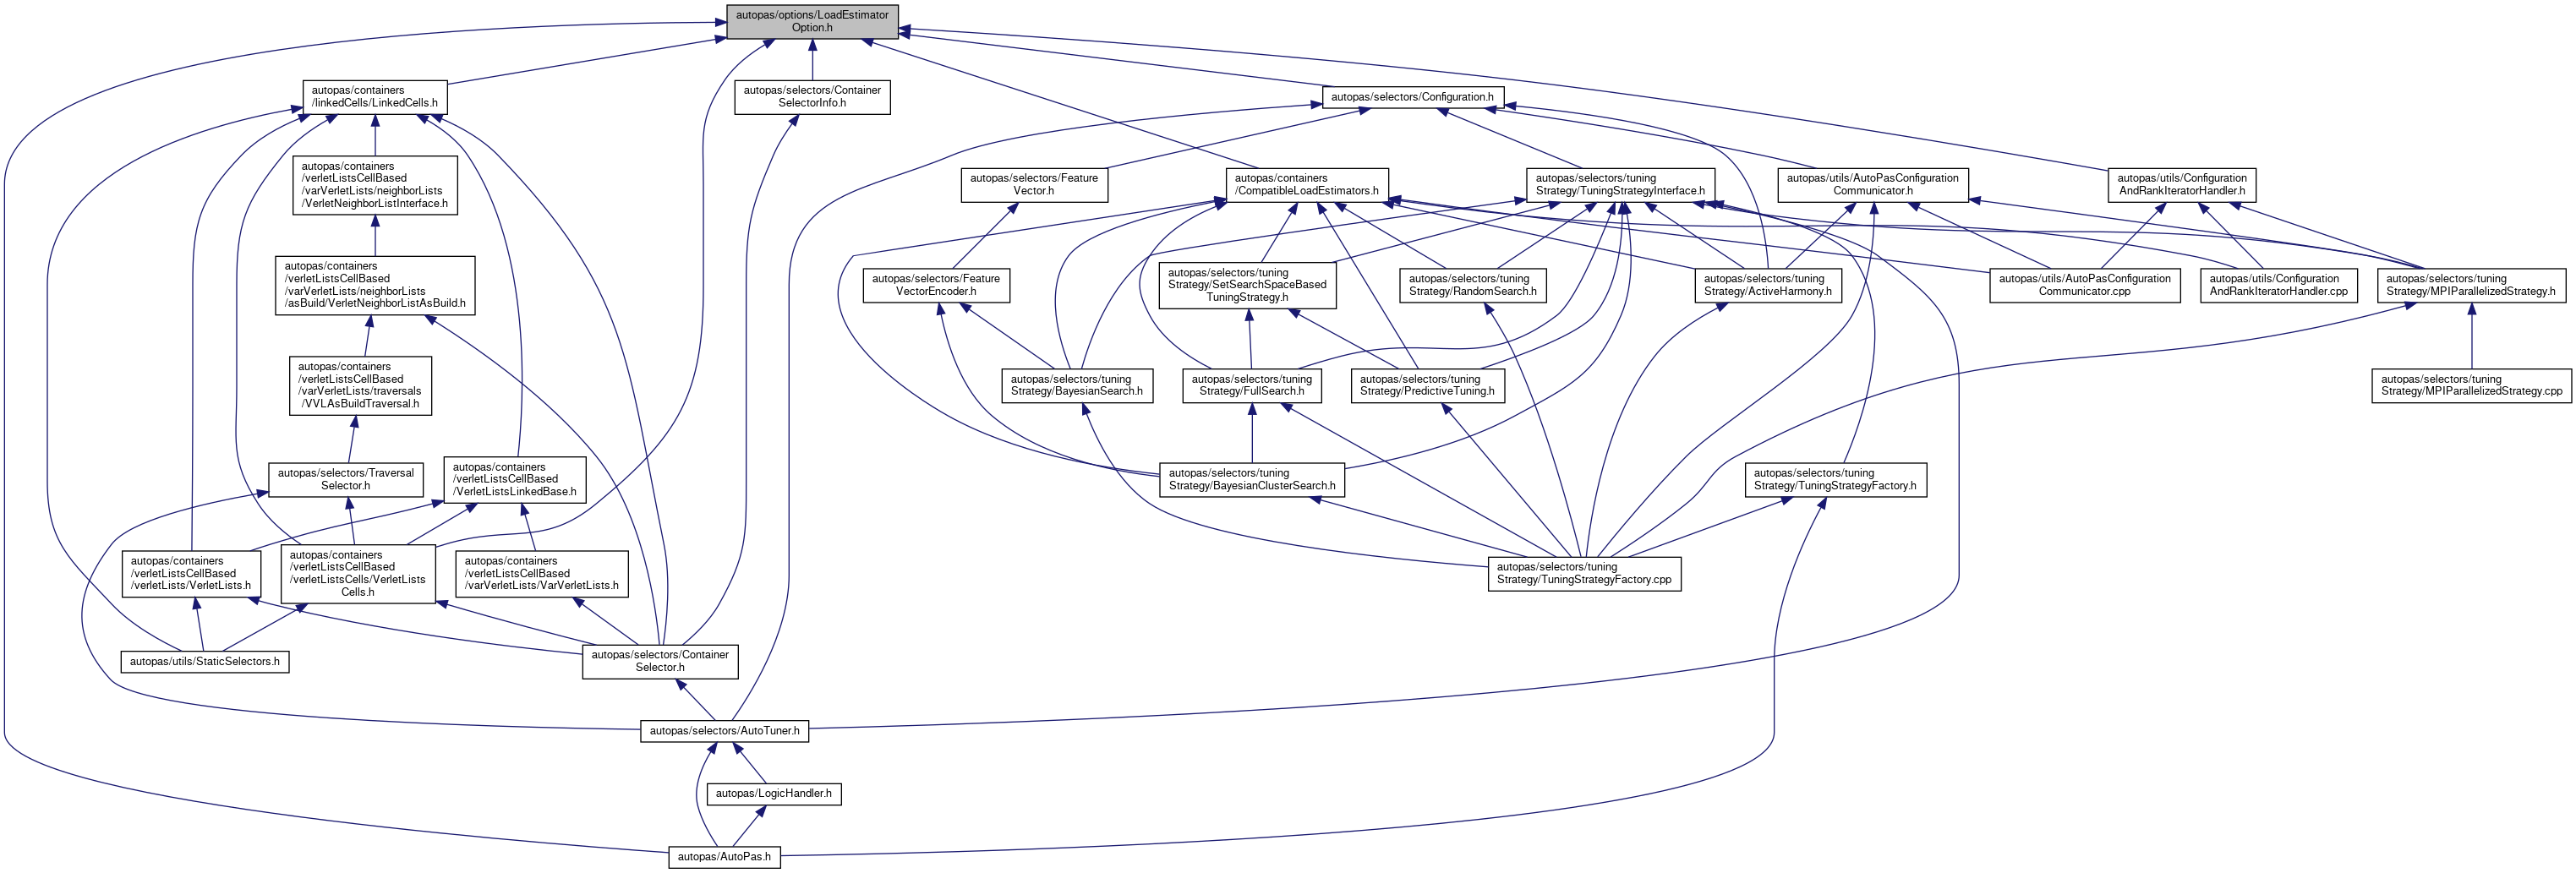 autopas/options/LoadEstimator
Option.h
autopas/containers
/linkedCells/LinkedCells.h
autopas/selectors/Container
SelectorInfo.h
autopas/selectors/Configuration.h
autopas/containers
/verletListsCellBased
/varVerletLists/neighborLists
/VerletNeighborListInterface.h
autopas/selectors/Feature
Vector.h
autopas/containers
/CompatibleLoadEstimators.h
autopas/selectors/tuning
Strategy/TuningStrategyInterface.h
autopas/utils/AutoPasConfiguration
Communicator.h
autopas/utils/Configuration
AndRankIteratorHandler.h
autopas/containers
/verletListsCellBased
/varVerletLists/neighborLists
/asBuild/VerletNeighborListAsBuild.h
autopas/selectors/Feature
VectorEncoder.h
autopas/selectors/tuning
Strategy/SetSearchSpaceBased
TuningStrategy.h
autopas/selectors/tuning
Strategy/RandomSearch.h
autopas/selectors/tuning
Strategy/ActiveHarmony.h
autopas/utils/AutoPasConfiguration
Communicator.cpp
autopas/utils/Configuration
AndRankIteratorHandler.cpp
autopas/selectors/tuning
Strategy/MPIParallelizedStrategy.h
autopas/containers
/verletListsCellBased
/varVerletLists/traversals
/VVLAsBuildTraversal.h
autopas/selectors/tuning
Strategy/BayesianSearch.h
autopas/selectors/tuning
Strategy/FullSearch.h
autopas/selectors/tuning
Strategy/PredictiveTuning.h
autopas/selectors/tuning
Strategy/MPIParallelizedStrategy.cpp
autopas/selectors/Traversal
Selector.h
autopas/containers
/verletListsCellBased
/VerletListsLinkedBase.h
autopas/selectors/tuning
Strategy/BayesianClusterSearch.h
autopas/selectors/tuning
Strategy/TuningStrategyFactory.h
autopas/containers
/verletListsCellBased
/verletLists/VerletLists.h
autopas/containers
/verletListsCellBased
/verletListsCells/VerletLists
Cells.h
autopas/containers
/verletListsCellBased
/varVerletLists/VarVerletLists.h
autopas/selectors/tuning
Strategy/TuningStrategyFactory.cpp
autopas/utils/StaticSelectors.h
autopas/selectors/Container
Selector.h
autopas/selectors/AutoTuner.h
autopas/LogicHandler.h
autopas/AutoPas.h